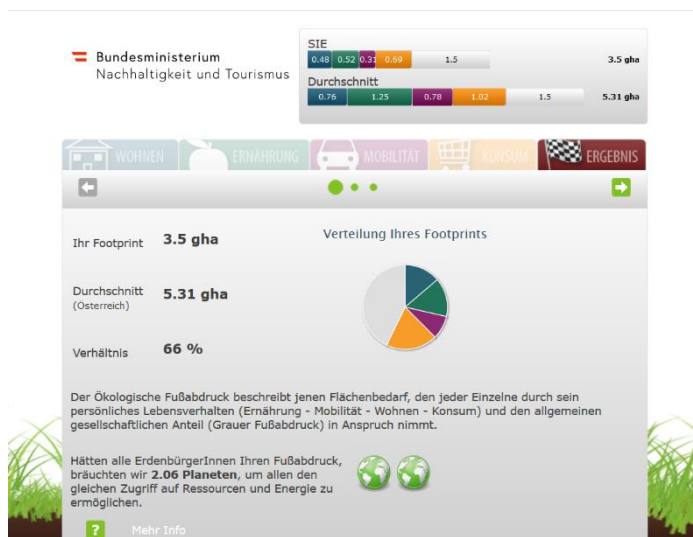 Bundesministerium
Nachhaltigkeit und Tourismus
SIE
0.48 0.52 0.31 0.69 1.5 3.5 gha
Durchschnitt
0.76 1.25 0.78 1.02 1.5 5.31 gha
WOHNEN ERNÄHRUNG MOBILITÄT KONSUM ERGEBNIS
Ihr Footprint 3.5 gha
Verteilung Ihres Footprints
Durchschnitt 5.31 gha
(Österreich)
Verhältnis 66 %
Der Ökologische Fußabdruck beschreibt jenen Flächenbedarf, den jeder Einzelne durch sein
persönliches Lebensverhalten (Ernährung - Mobilität - Wohnen - Konsum) und den allgemeinen
gesellschaftlichen Anteil (Grauer Fußabdruck) in Anspruch nimmt.
Hätten alle ErdenbürgerInnen Ihren Fußabdruck,
bräuchten wir 2.06 Planeten, um allen den
gleichen Zugriff auf Ressourcen und Energie zu
ermöglichen.
? Mehr Info